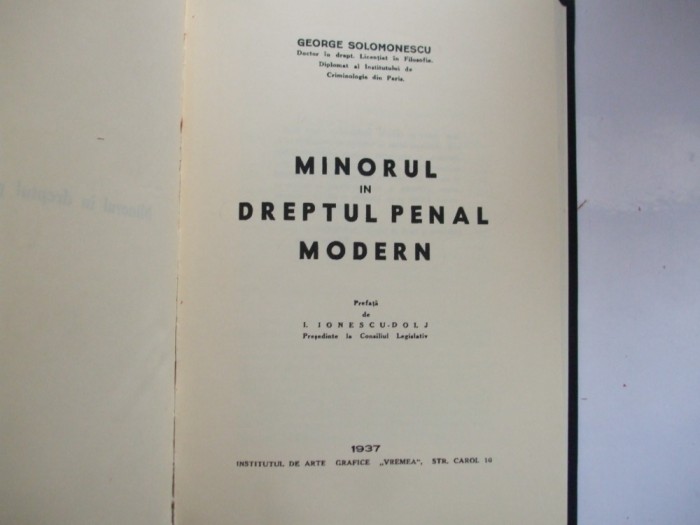 GEORGE SOLOMONESCU
Doctor în drept. Licențiat în Filosofie.
Diplomat al Institutului de
Criminologie din Paris.
MINORUL
IN
DREPTUL PENAL
MODERN
Prefață
de
I. IONESCU-DOLJ
Președinte la Consiliul Legislativ
1937
INSTITUTUL DE ARTE GRAFICE „VREMEA", STR. CAROL 10